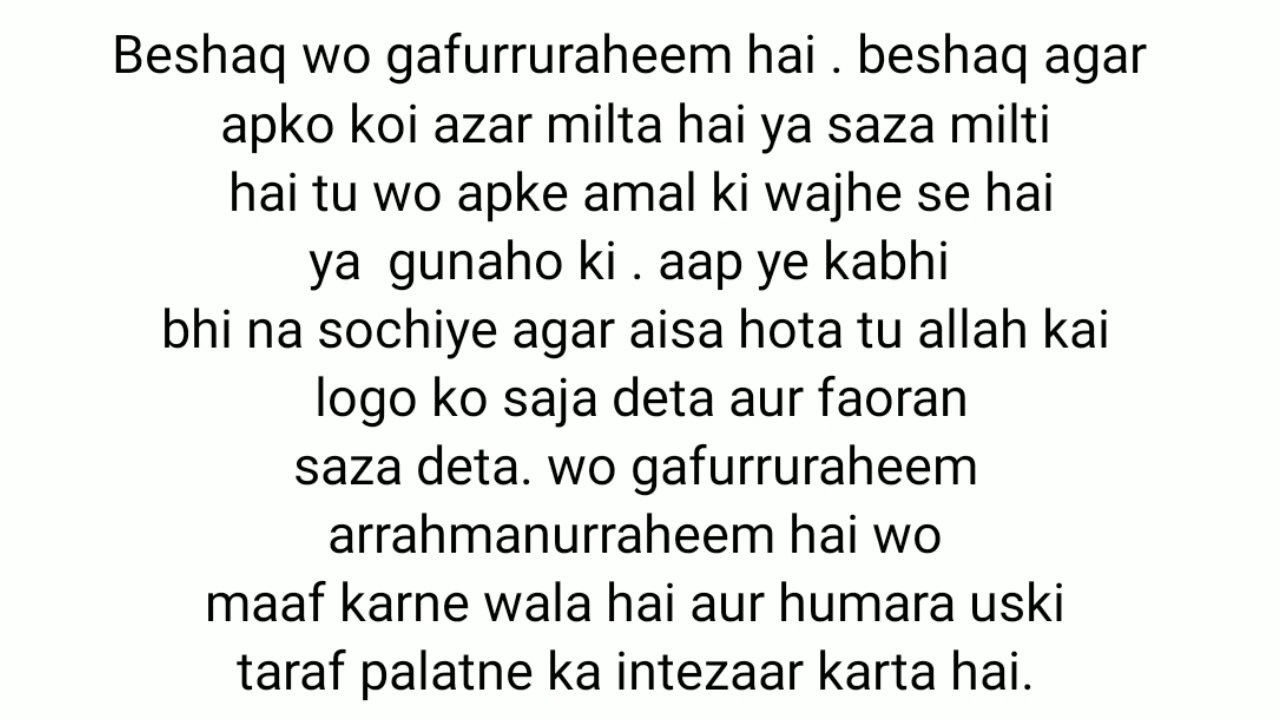 Beshaq wo gafurruraheem hai . beshaq agar
apko koi azar milta hai ya saza milti
hai tu wo apke amal ki wajhe se hai
ya  gunaho ki . aap ye kabhi
bhi na sochiye agar aisa hota tu allah kai
logo ko saja deta aur faoran
saza deta. wo gafurruraheem
arrahmanurraheem hai wo
maaf karne wala hai aur humara uski
taraf palatne ka intezaar karta hai.